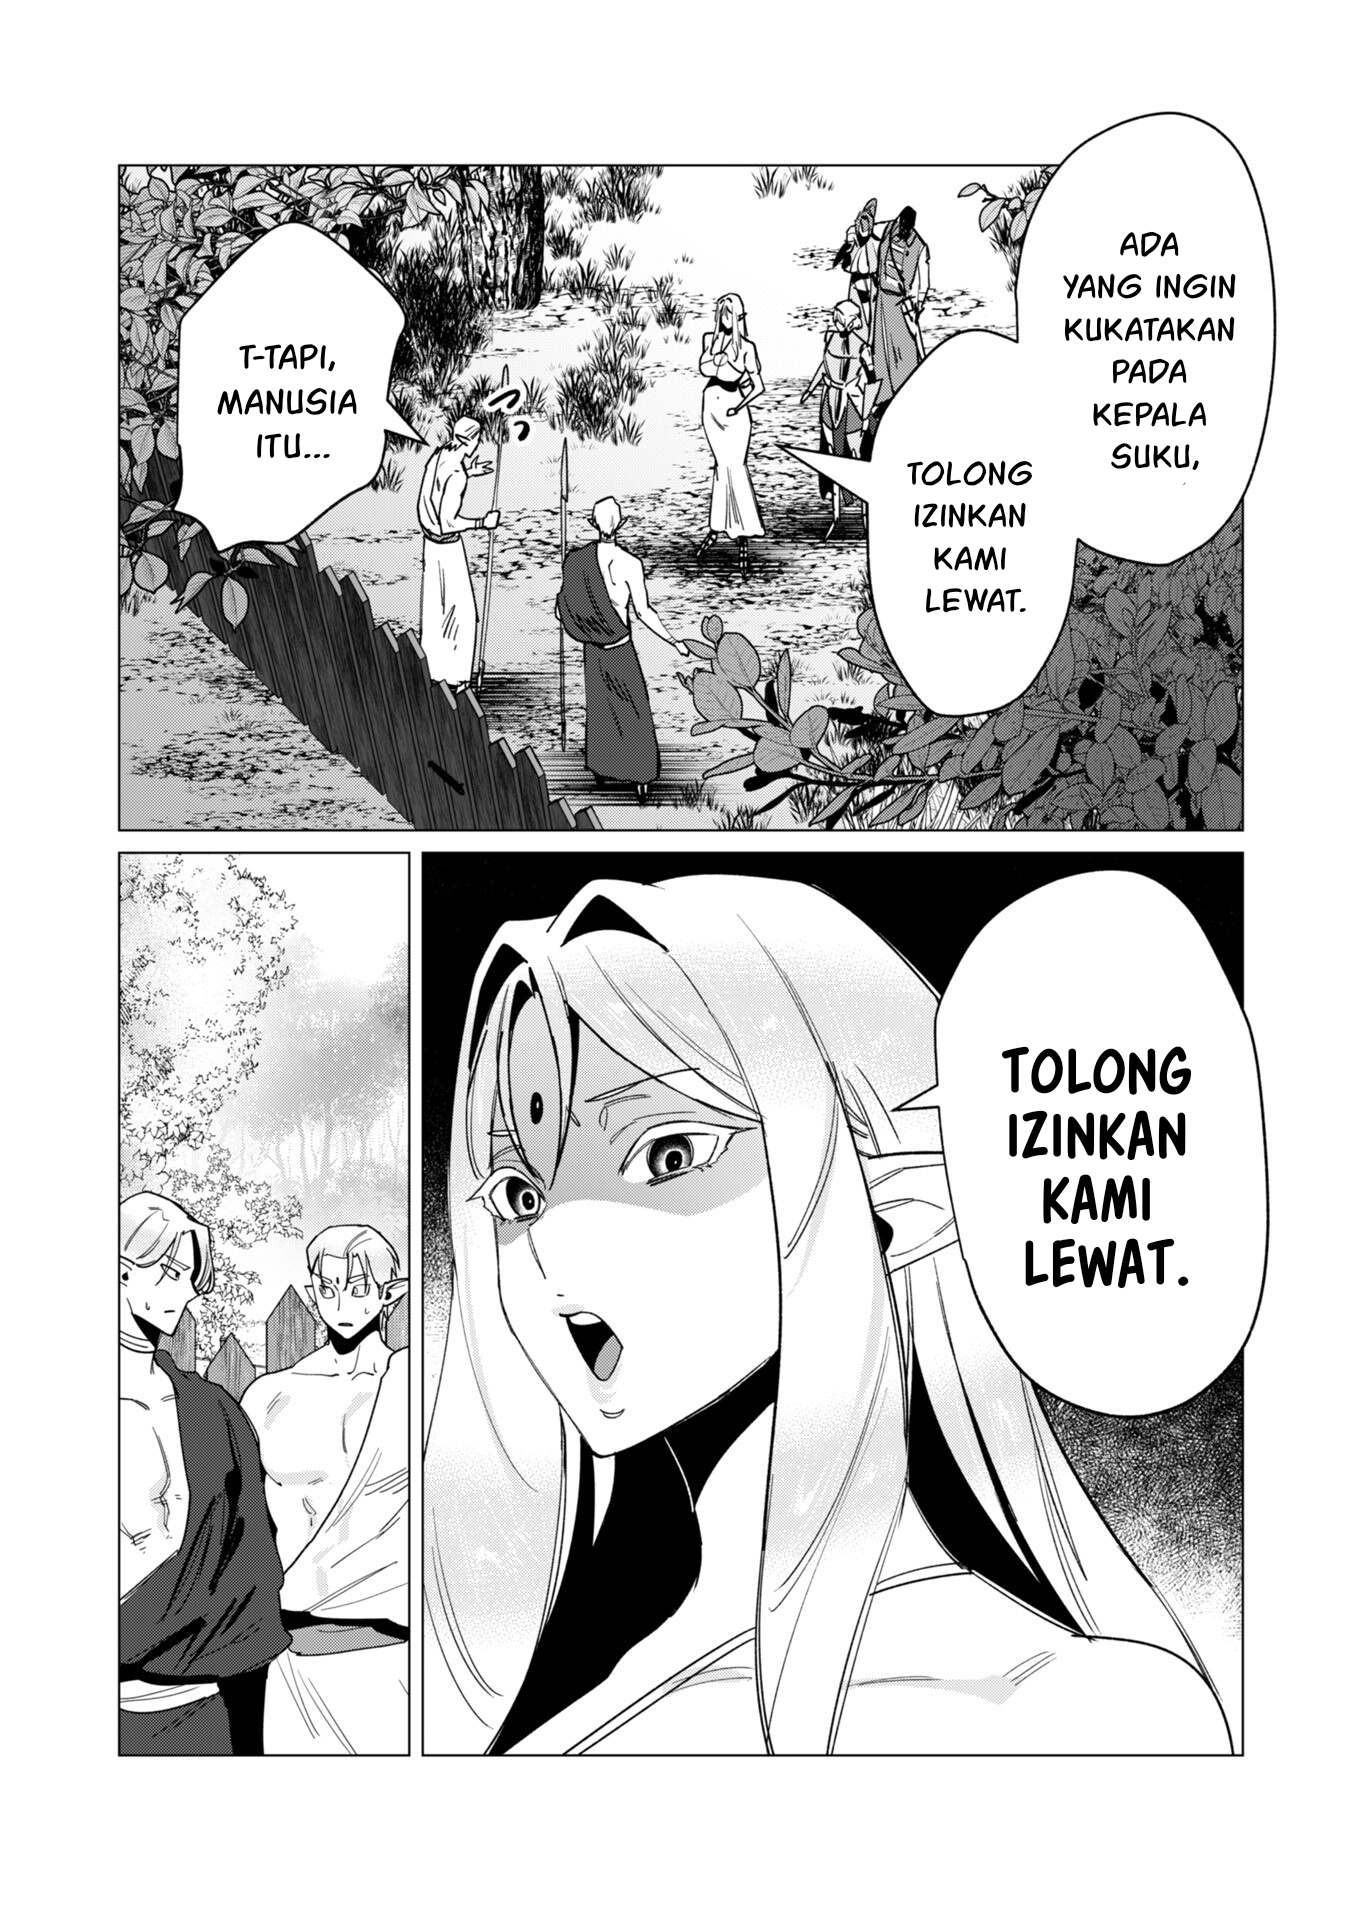 ADA
YANG INGIN
KUKATAKAN
PADA
KEPALA
SUKU,
TOLONG
IZINKAN
KAMI
LEWAT.
T-TAPI,
MANUSIA
ITU...
TOLONG
IZINKAN
KAMI
LEWAT.